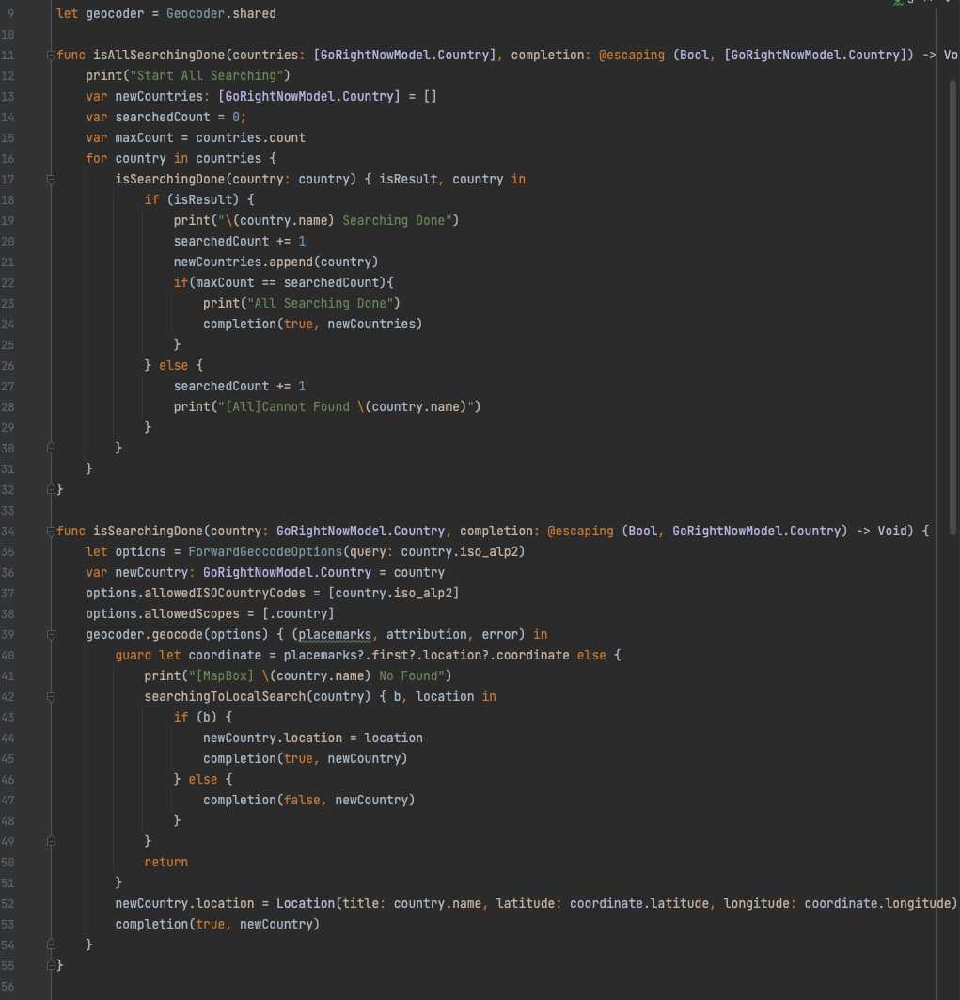 9 let geocoder = Geocoder.shared
10
11 func isAllSearchingDone(countries: [GoRightNowModel.Country], completion: @escaping (Bool, [GoRightNowModel.Country]) -> Vo
12 print("Start All Searching")
13 var newCountries: [GoRightNowModel.Country] = []
14 var searchedCount = 0;
15 var maxCount = countries.count
16 for country in countries {
17 isSearchingDone(country: country) { isResult, country in
18 if (isResult) {
19 print("\(country.name) Searching Done")
20 searchedCount += 1
21 newCountries.append(country)
22 if(maxCount == searchedCount){
23 print("All Searching Done")
24 completion(true, newCountries)
25 }
26 } else {
27 searchedCount += 1
28 print("[All]Cannot Found \(country.name)")
29 }
30 }
31 }
32 }
33
34 func isSearchingDone(country: GoRightNowModel.Country, completion: @escaping (Bool, GoRightNowModel.Country) -> Void) {
35 let options = ForwardGeocodeOptions(query: country.iso_alp2)
36 var newCountry: GoRightNowModel.Country = country
37 options.allowedISOCountryCodes = [country.iso_alp2]
38 options.allowedScopes = [.country]
39 geocoder.geocode(options) { (placemarks, attribution, error) in
40 guard let coordinate = placemarks?.first?.location?.coordinate else {
41 print("[MapBox] \(country.name) No Found")
42 searchingToLocalSearch(country) { b, location in
43 if (b) {
44 newCountry.location = location
45 completion(true, newCountry)
46 } else {
47 completion(false, newCountry)
48 }
49 }
50 return
51 }
52 newCountry.location = Location(title: country.name, latitude: coordinate.latitude, longitude: coordinate.longitude)
53 completion(true, newCountry)
54 }
55 }
56